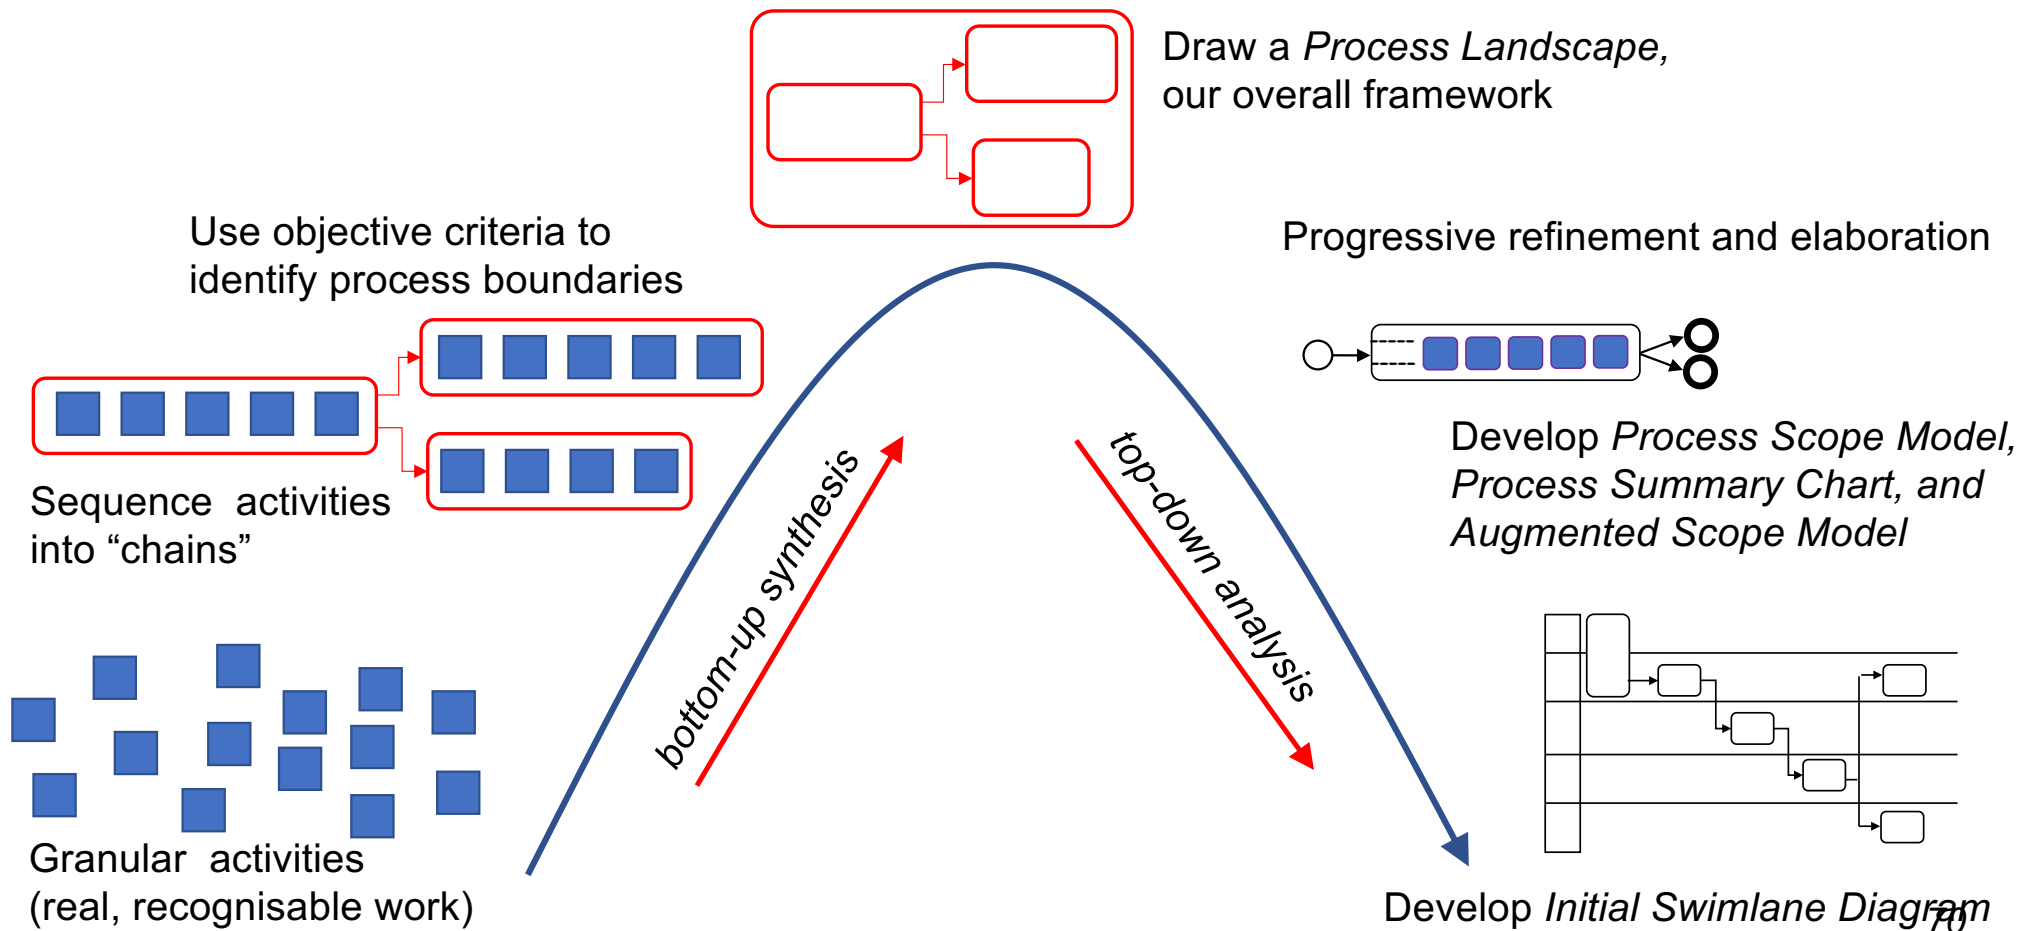 Draw a Process Landscape,
our overall framework
Use objective criteria to
identify process boundaries
Progressive refinement and elaboration
Sequence activities
into “chains”
bottom-up synthesis
top-down analysis
Develop Process Scope Model,
Process Summary Chart, and
Augmented Scope Model
Granular activities
(real, recognisable work)
Develop Initial Swimlane Diagram
70